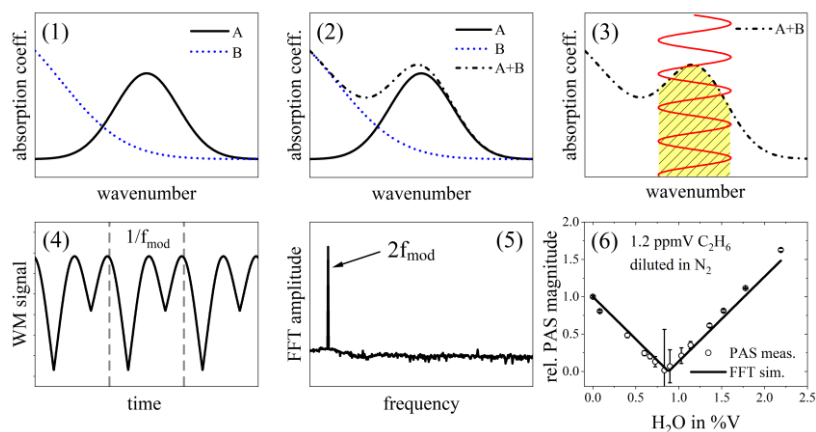 (1)
A
B
absorption coeff.
wavenumber
(2)
A
B
A+B
absorption coeff.
wavenumber
(3)
A+B
absorption coeff.
wavenumber
(4)
1/f_mod
WM signal
time
(5)
2f_mod
FFT amplitude
frequency
(6)
1.2 ppmV C₂H₆
diluted in N₂
PAS meas.
FFT sim.
rel. PAS magnitude
2.0
1.5
1.0
0.5
0.0
0.0 0.5 1.0 1.5 2.0 2.5
H₂O in %V